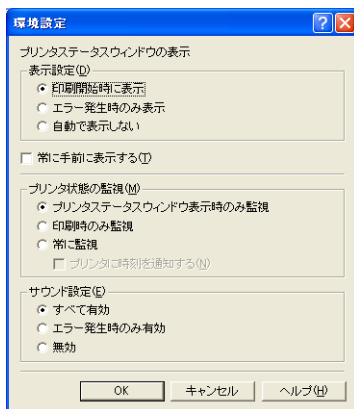 環境設定
プリンタステータスウィンドウの表示
表示設定(D)
印刷開始時に表示
エラー発生時のみ表示
自動で表示しない
常に手前に表示する(T)
プリンタ状態の監視(M)
プリンタステータスウィンドウ表示時のみ監視
印刷時のみ監視
常に監視
プリンタに時刻を通知する(N)
サウンド設定(E)
すべて有効
エラー発生時のみ有効
無効
OK キャンセル ヘルプ(H)